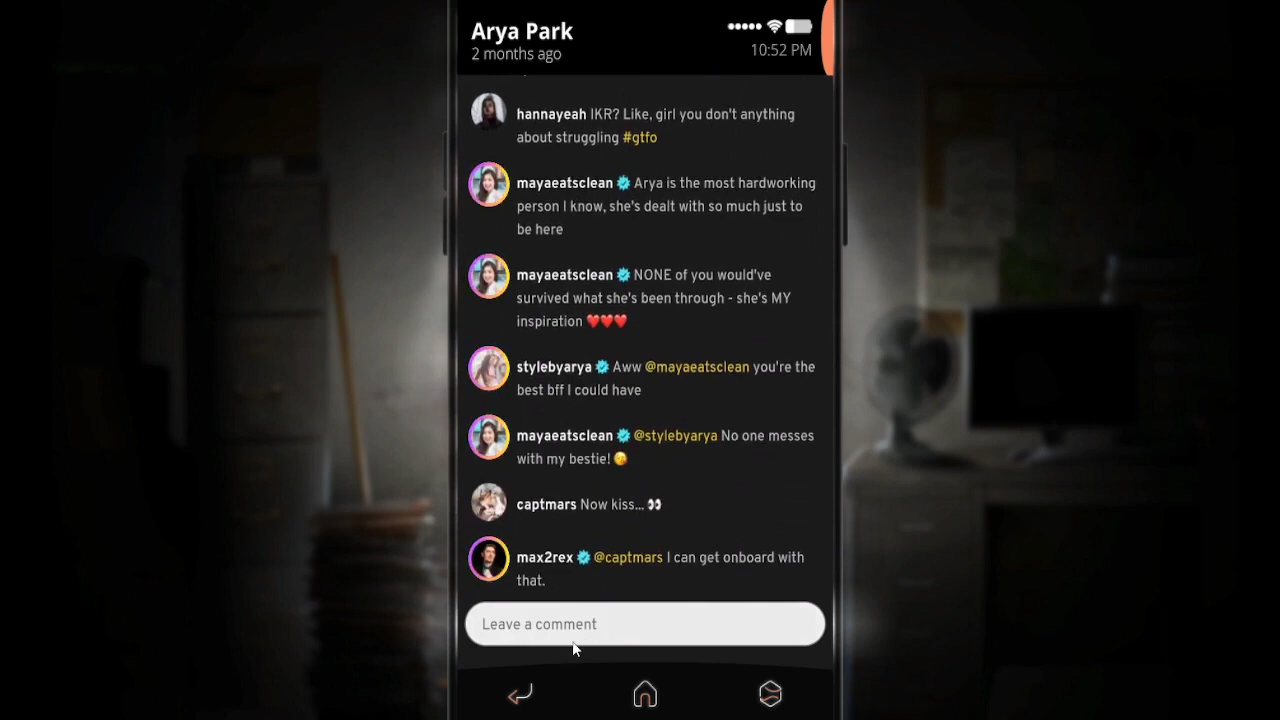 Arya Park
2 months ago
10:52 PM
hannayeah IKR? Like, girl you don't anything
about struggling #gtfo
mayaeatsclean Arya is the most hardworking
person I know, she's dealt with so much just to
be here
mayaeatsclean NONE of you would've
survived what she's been through - she's MY
inspiration ❤️❤️❤️
stylebyarya Aww @mayaeatsclean you're the
best bff I could have
mayaeatsclean @stylebyarya No one messes
with my bestie! 😘
captmars Now kiss... 👀
max2rex @captmars I can get onboard with
that.
Leave a comment